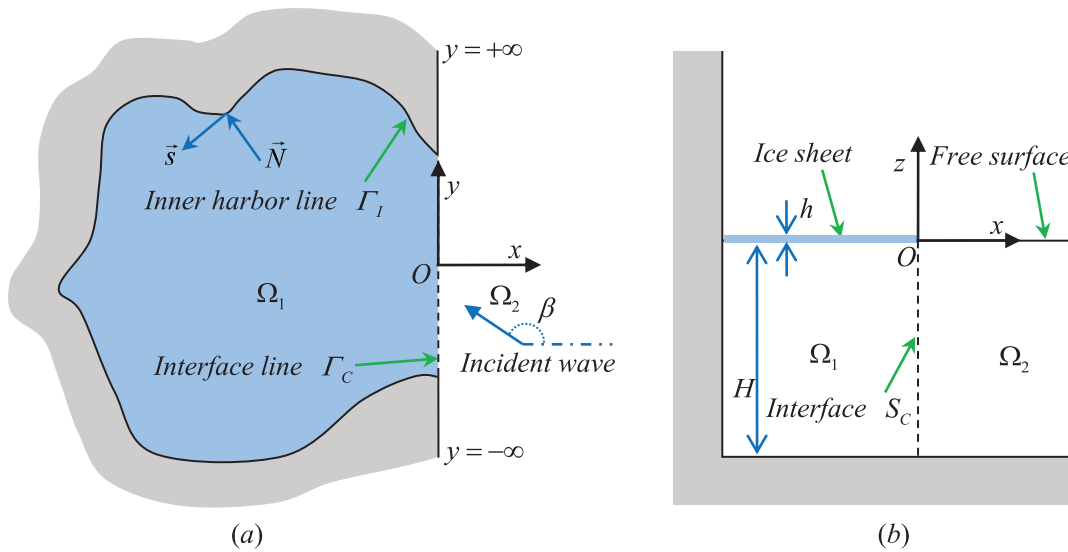 y = +∞
s⃗
N⃗
y
Inner harbor line Γ_I
x
O
Ω₁
Ω₂
β
Interface line Γ_C
Incident wave
y = −∞
(a)
Ice sheet
z
Free surface
h
x
O
Ω₁
Ω₂
H
Interface S_C
(b)